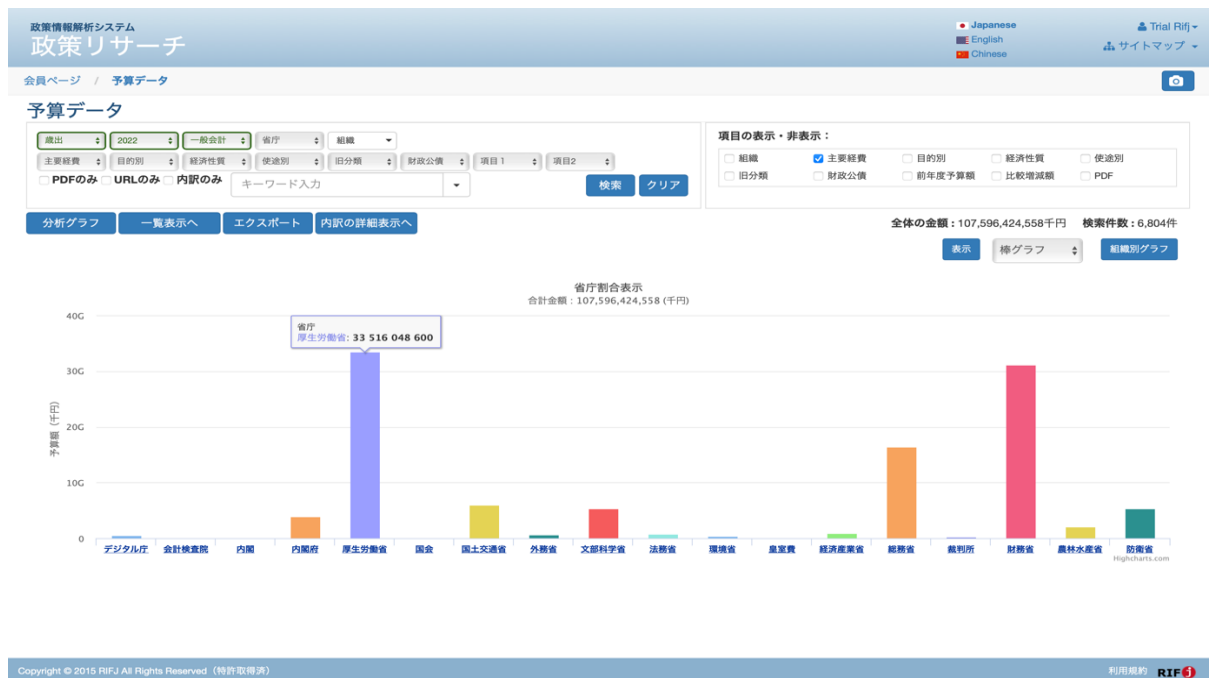 政策情報解析システム
政策リサーチ
Japanese
English
Chinese
Trial Rifj
サイトマップ
会員ページ / 予算データ
予算データ
歳出 2022 一般会計 省庁 組織
主要経費 目的別 経済性質 使途別 旧分類 財政公債 項目1 項目2
PDFのみ URLのみ 内訳のみ キーワード入力 検索 クリア
項目の表示・非表示：
組織 主要経費 目的別 経済性質 使途別
旧分類 財政公債 前年度予算額 比較増減額 PDF
分析グラフ 一覧表示へ エクスポート 内訳の詳細表示へ
全体の金額：107,596,424,558千円 検索件数：6,804件
表示 棒グラフ 組織別グラフ
省庁割合表示
合計金額：107,596,424,558 (千円)
省庁
厚生労働省: 33 516 048 600
予算額 (千円)
40G
30G
20G
10G
0
デジタル庁 会計検査院 内閣 内閣府 厚生労働省 国会 国土交通省 外務省 文部科学省 法務省 環境省 皇室費 経済産業省 総務省 裁判所 財務省 農林水産省 防衛省
Highcharts.com
Copyright © 2015 RIFJ All Rights Reserved（特許取得済）
利用規約 RIFJ